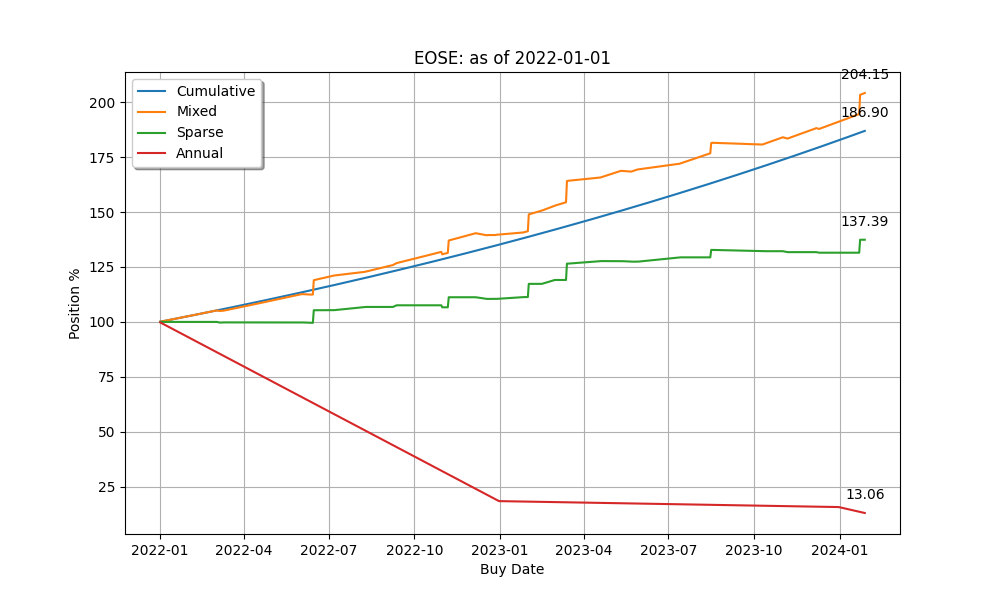 EOSE: as of 2022-01-01
204.15
186.90
137.39
13.06
Cumulative
Mixed
Sparse
Annual
Position %
200
175
150
125
100
75
50
25
2022-01 2022-04 2022-07 2022-10 2023-01 2023-04 2023-07 2023-10 2024-01
Buy Date